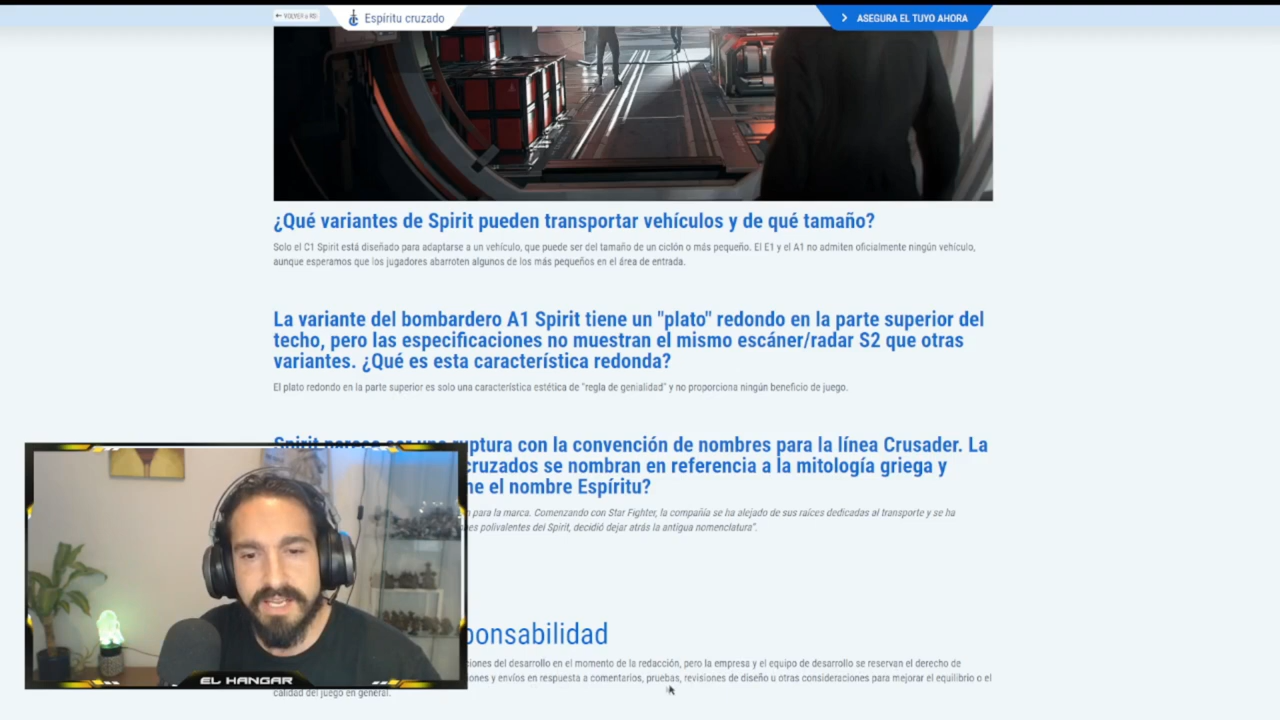 VOLVER a RSI
Espíritu cruzado
ASEGURA EL TUYO AHORA
¿Qué variantes de Spirit pueden transportar vehículos y de qué tamaño?
Solo el C1 Spirit está diseñado para adaptarse a un vehículo, que puede ser del tamaño de un ciclón o más pequeño. El E1 y el A1 no admiten oficialmente ningún vehículo,
aunque esperamos que los jugadores abarroten algunos de los más pequeños en el área de entrada.
La variante del bombardero A1 Spirit tiene un "plato" redondo en la parte superior del
techo, pero las especificaciones no muestran el mismo escáner/radar S2 que otras
variantes. ¿Qué es esta característica redonda?
El plato redondo en la parte superior es solo una característica estética de "regla de genialidad" y no proporciona ningún beneficio de juego.
Spirit parece ser una ruptura con la convención de nombres para la línea Crusader. La
cruzados se nombran en referencia a la mitología griega y
ne el nombre Espíritu?
para la marca. Comenzando con Star Fighter, la compañía se ha alejado de sus raíces dedicadas al transporte y se ha
es polivalentes del Spirit, decidió dejar atrás la antigua nomenclatura".
ponsabilidad
ciones del desarrollo en el momento de la redacción, pero la empresa y el equipo de desarrollo se reservan el derecho de
iones y envíos en respuesta a comentarios, pruebas, revisiones de diseño u otras consideraciones para mejorar el equilibrio o el
calidad del juego en general.
EL HANGAR